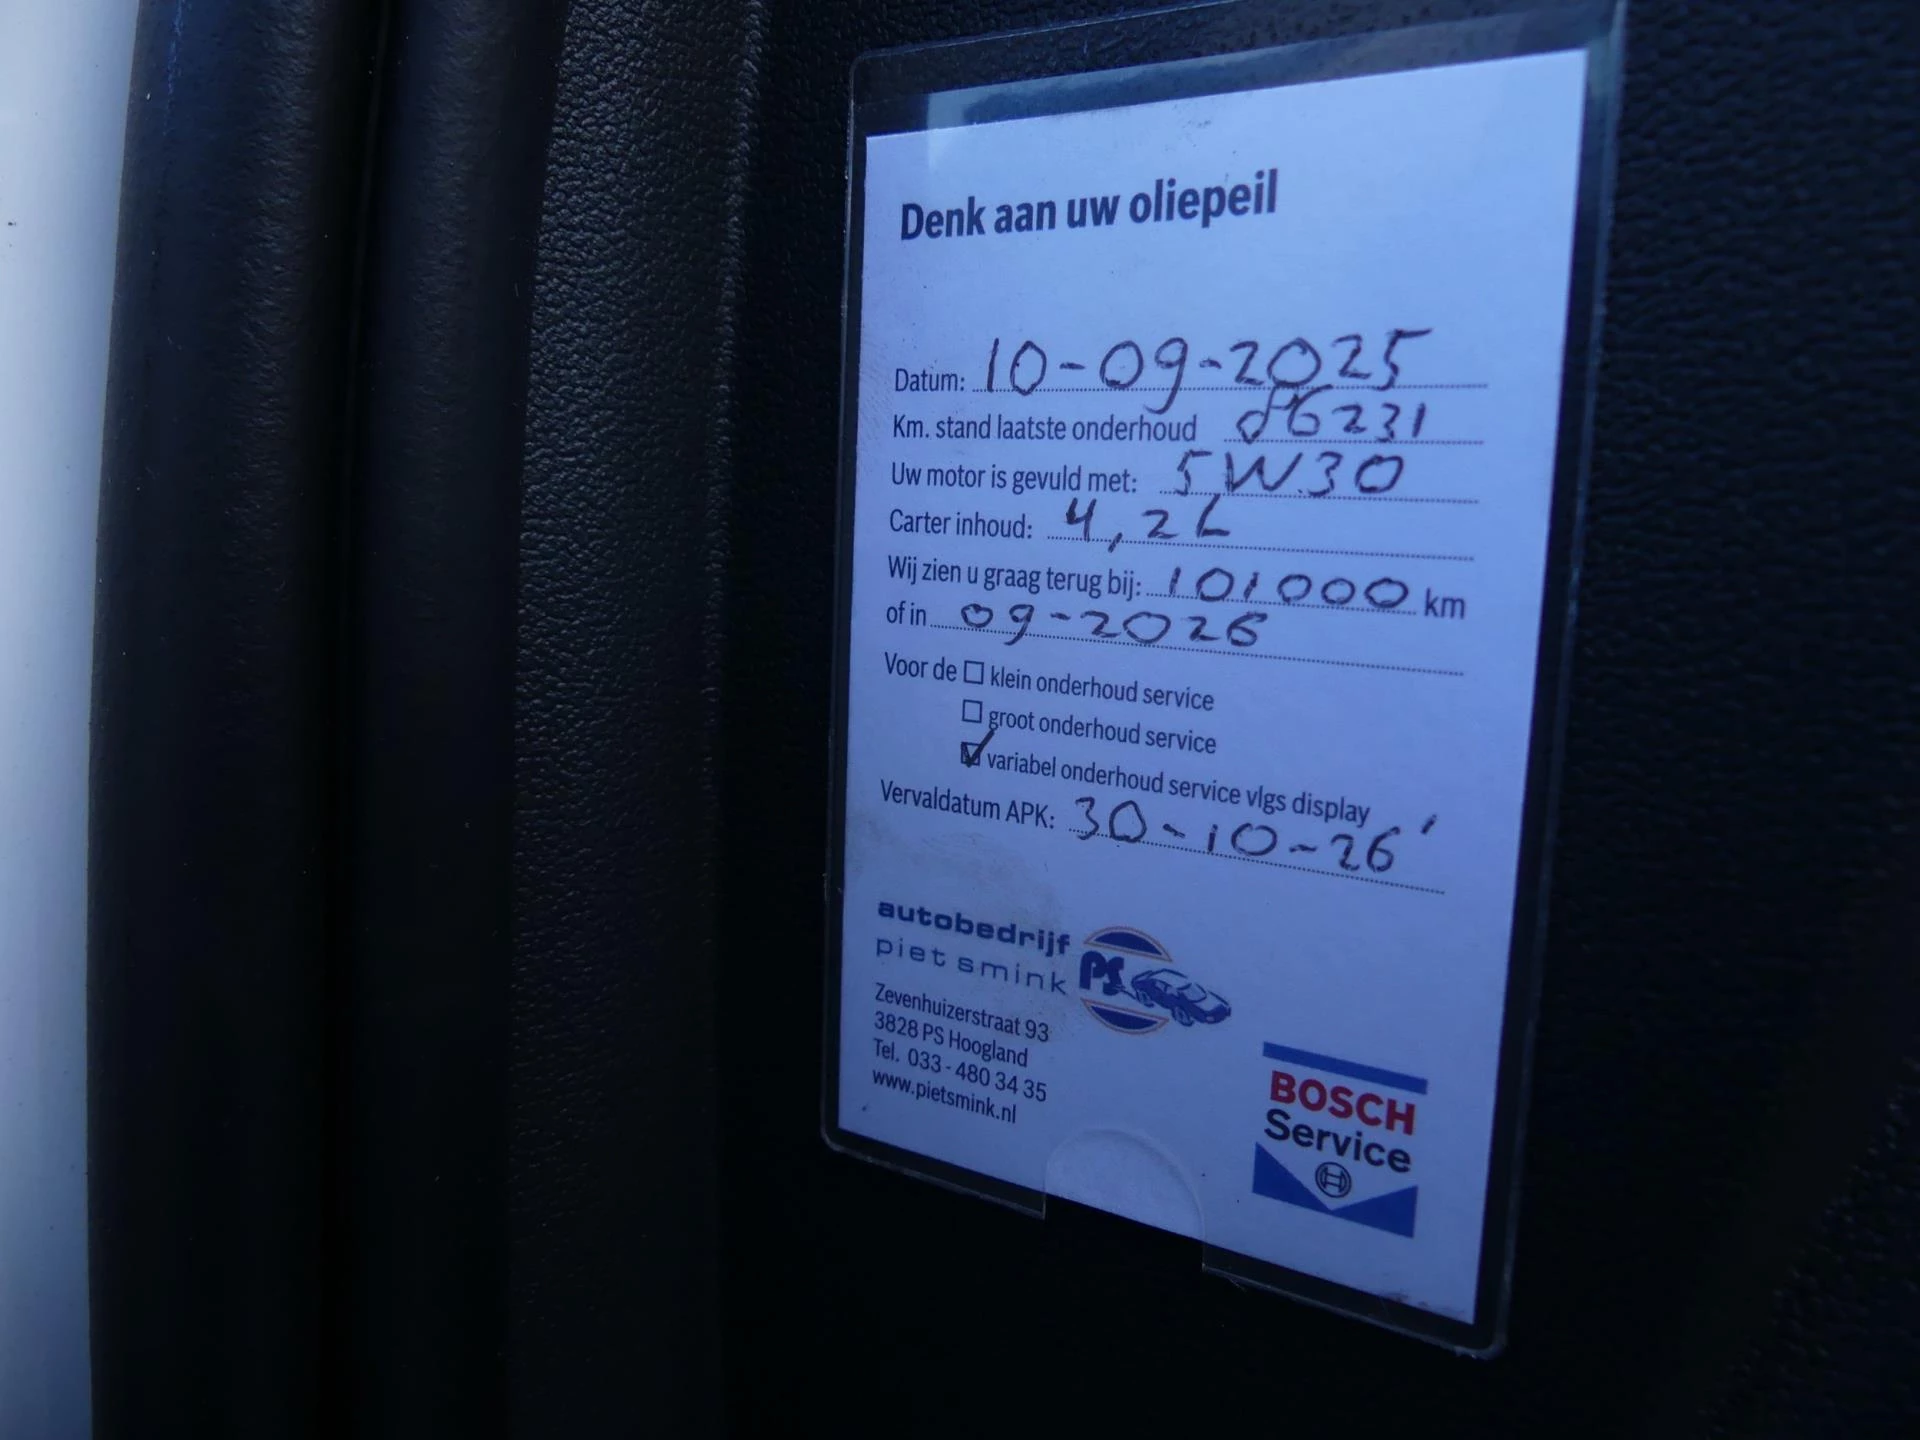 Denk aan uw oliepeil
Datum: 10-09-2025
Km. stand laatste onderhoud 86231
Uw motor is gevuld met: 5W30
Carter inhoud: 4,2L
Wij zien u graag terug bij: 101000 km
of in 09-2026
Voor de ☐ klein onderhoud service
☐ groot onderhoud service
☑ variabel onderhoud service vlgs display
Vervaldatum APK: 30-10-26'
autobedrijf
piet smink
PS
Zevenhuizerstraat 93
3828 PS Hoogland
Tel. 033 - 480 34 35
www.pietsmink.nl
BOSCH
Service